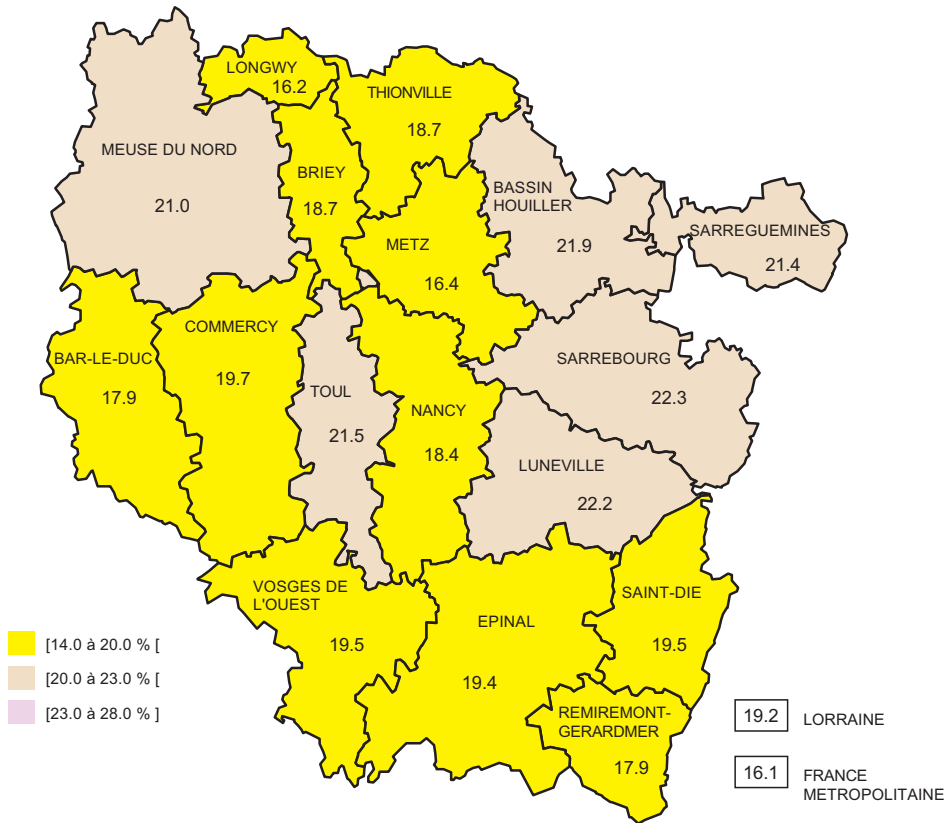 LONGWY
16.2
THIONVILLE
18.7
MEUSE DU NORD
21.0
BRIEY
18.7
BASSIN
HOUILLER
21.9
SARREGUEMINES
21.4
METZ
16.4
BAR-LE-DUC
17.9
COMMERCY
19.7
TOUL
21.5
NANCY
18.4
SARREBOURG
22.3
LUNEVILLE
22.2
VOSGES DE
L'OUEST
19.5
EPINAL
19.4
SAINT-DIE
19.5
REMIREMONT-
GERARDMER
17.9
[14.0 à 20.0 % [
[20.0 à 23.0 % [
[23.0 à 28.0 % ]
19.2 LORRAINE
16.1 FRANCE
METROPOLITAINE